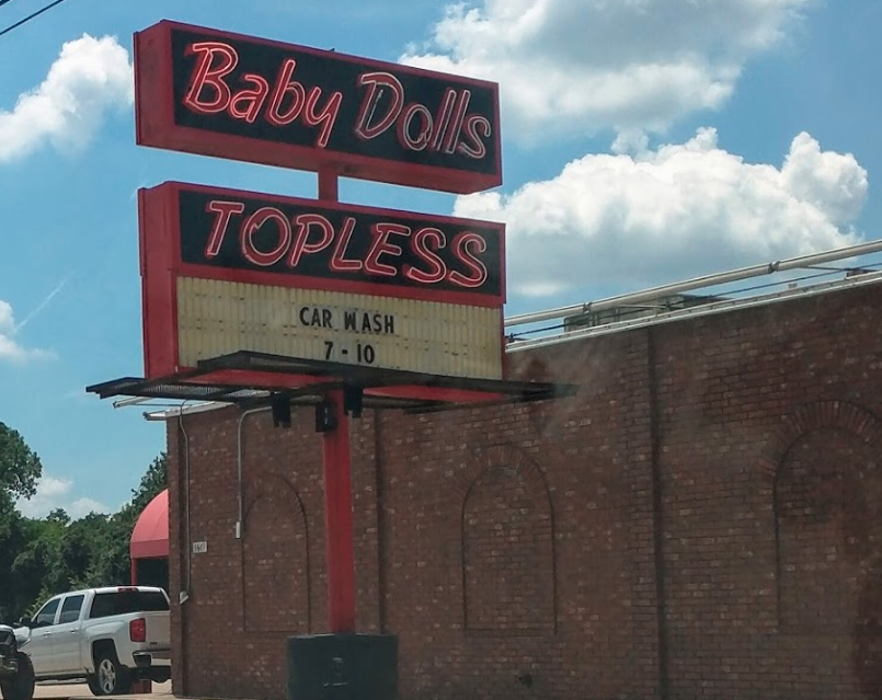 Baby Dolls
TOPLESS
CAR WASH
7 - 10